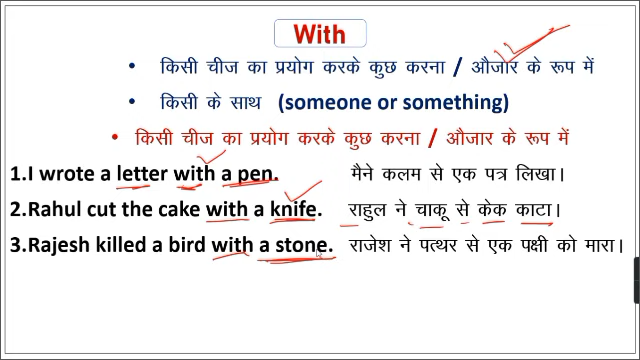 With
• किसी चीज का प्रयोग करके कुछ करना / औजार के रूप में
• किसी के साथ (someone or something)
• किसी चीज का प्रयोग करके कुछ करना / औजार के रूप में
1.I wrote a letter with a pen. मैने कलम से एक पत्र लिखा।
2.Rahul cut the cake with a knife. राहुल ने चाकू से केक काटा।
3.Rajesh killed a bird with a stone. राजेश ने पत्थर से एक पक्षी को मारा।